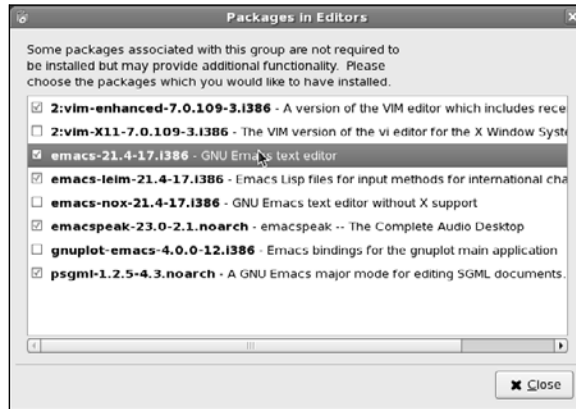 Packages in Editors
Some packages associated with this group are not required to
be installed but may provide additional functionality. Please
choose the packages which you would like to have installed.
2:vim-enhanced-7.0.109-3.i386 - A version of the VIM editor which includes rece
2:vim-X11-7.0.109-3.i386 - The VIM version of the vi editor for the X Window Syst
emacs-21.4-17.i386 - GNU Emacs text editor
emacs-leim-21.4-17.i386 - Emacs Lisp files for input methods for international cha
emacs-nox-21.4-17.i386 - GNU Emacs text editor without X support
emacspeak-23.0-2.1.noarch - emacspeak -- The Complete Audio Desktop
gnuplot-emacs-4.0.0-12.i386 - Emacs bindings for the gnuplot main application
psgml-1.2.5-4.3.noarch - A GNU Emacs major mode for editing SGML documents.
Close